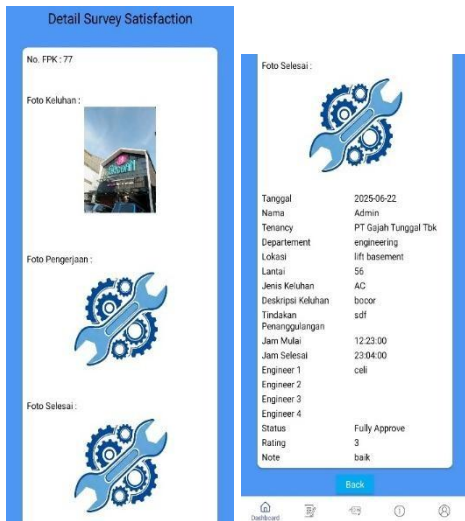 Detail Survey Satisfaction
No. FPK : 77
Foto Keluhan :
Foto Pengerjaan :
Foto Selesai :
Foto Selesai :
Tanggal 2025-06-22
Nama Admin
Tenancy PT Gajah Tunggal Tbk
Departement engineering
Lokasi lift basement
Lantai 56
Jenis Keluhan AC
Deskripsi Keluhan bocor
Tindakan sdf
Penanggulangan
Jam Mulai 12:23:00
Jam Selesai 23:04:00
Engineer 1 celi
Engineer 2
Engineer 3
Engineer 4
Status Fully Approve
Rating 3
Note baik
Back
Dashboard